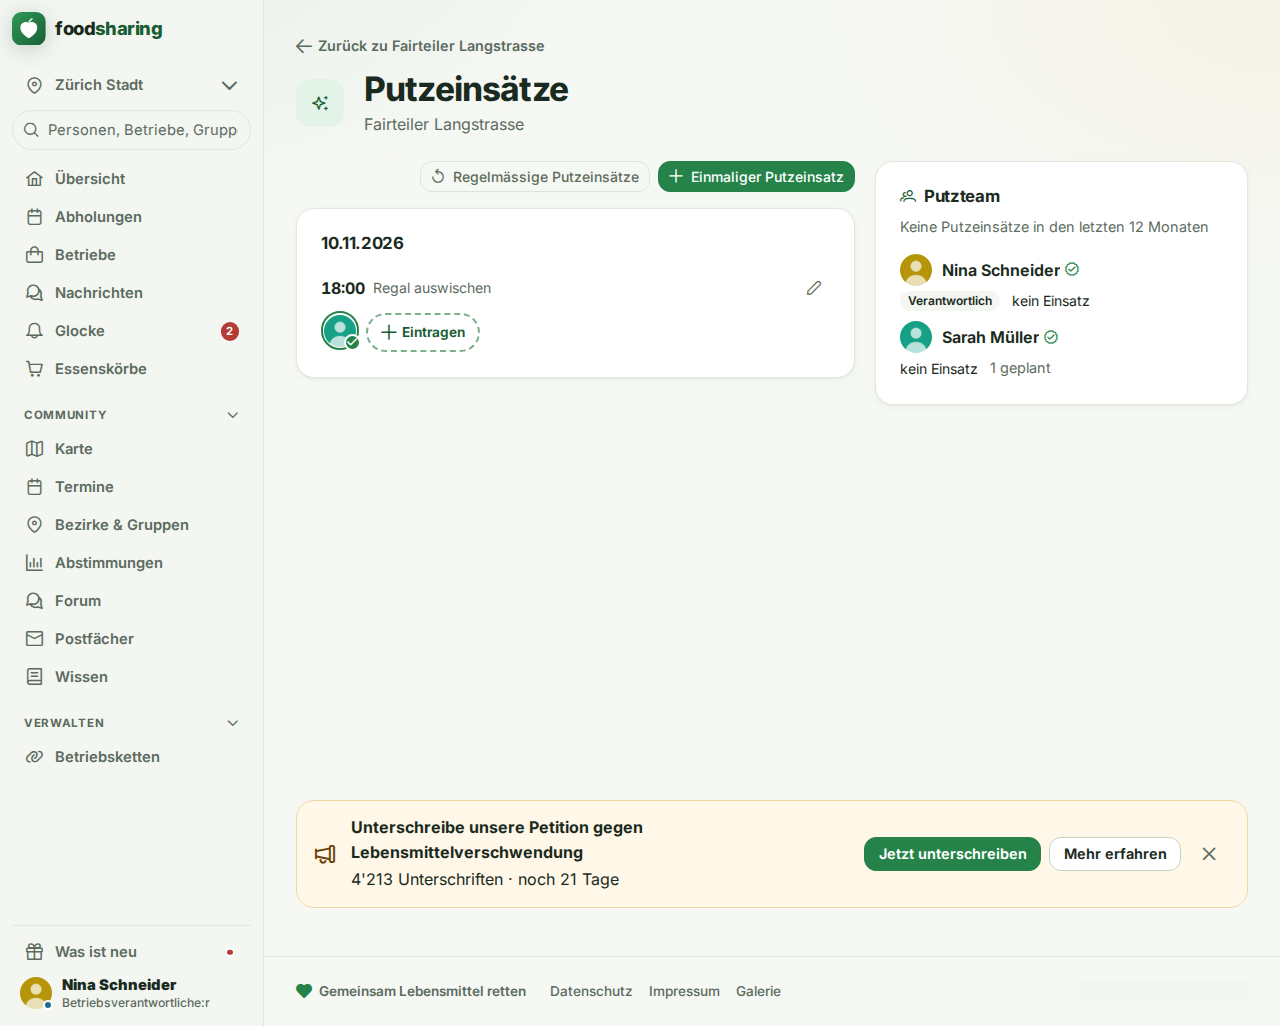 foodsharing
Zürich Stadt
Personen, Betriebe, Grupp
Übersicht
Abholungen
Betriebe
Nachrichten
Glocke 2
Essenskörbe
COMMUNITY
Karte
Termine
Bezirke & Gruppen
Abstimmungen
Forum
Postfächer
Wissen
VERWALTEN
Betriebsketten
Was ist neu
Nina Schneider
Betriebsverantwortliche:r
Zurück zu Fairteiler Langstrasse
Putzeinsätze
Fairteiler Langstrasse
Regelmässige Putzeinsätze
Einmaliger Putzeinsatz
10.11.2026
18:00 Regal auswischen
Eintragen
Putzteam
Keine Putzeinsätze in den letzten 12 Monaten
Nina Schneider
Verantwortlich kein Einsatz
Sarah Müller
kein Einsatz 1 geplant
Unterschreibe unsere Petition gegen
Lebensmittelverschwendung
4'213 Unterschriften · noch 21 Tage
Jetzt unterschreiben
Mehr erfahren
Gemeinsam Lebensmittel retten Datenschutz Impressum Galerie